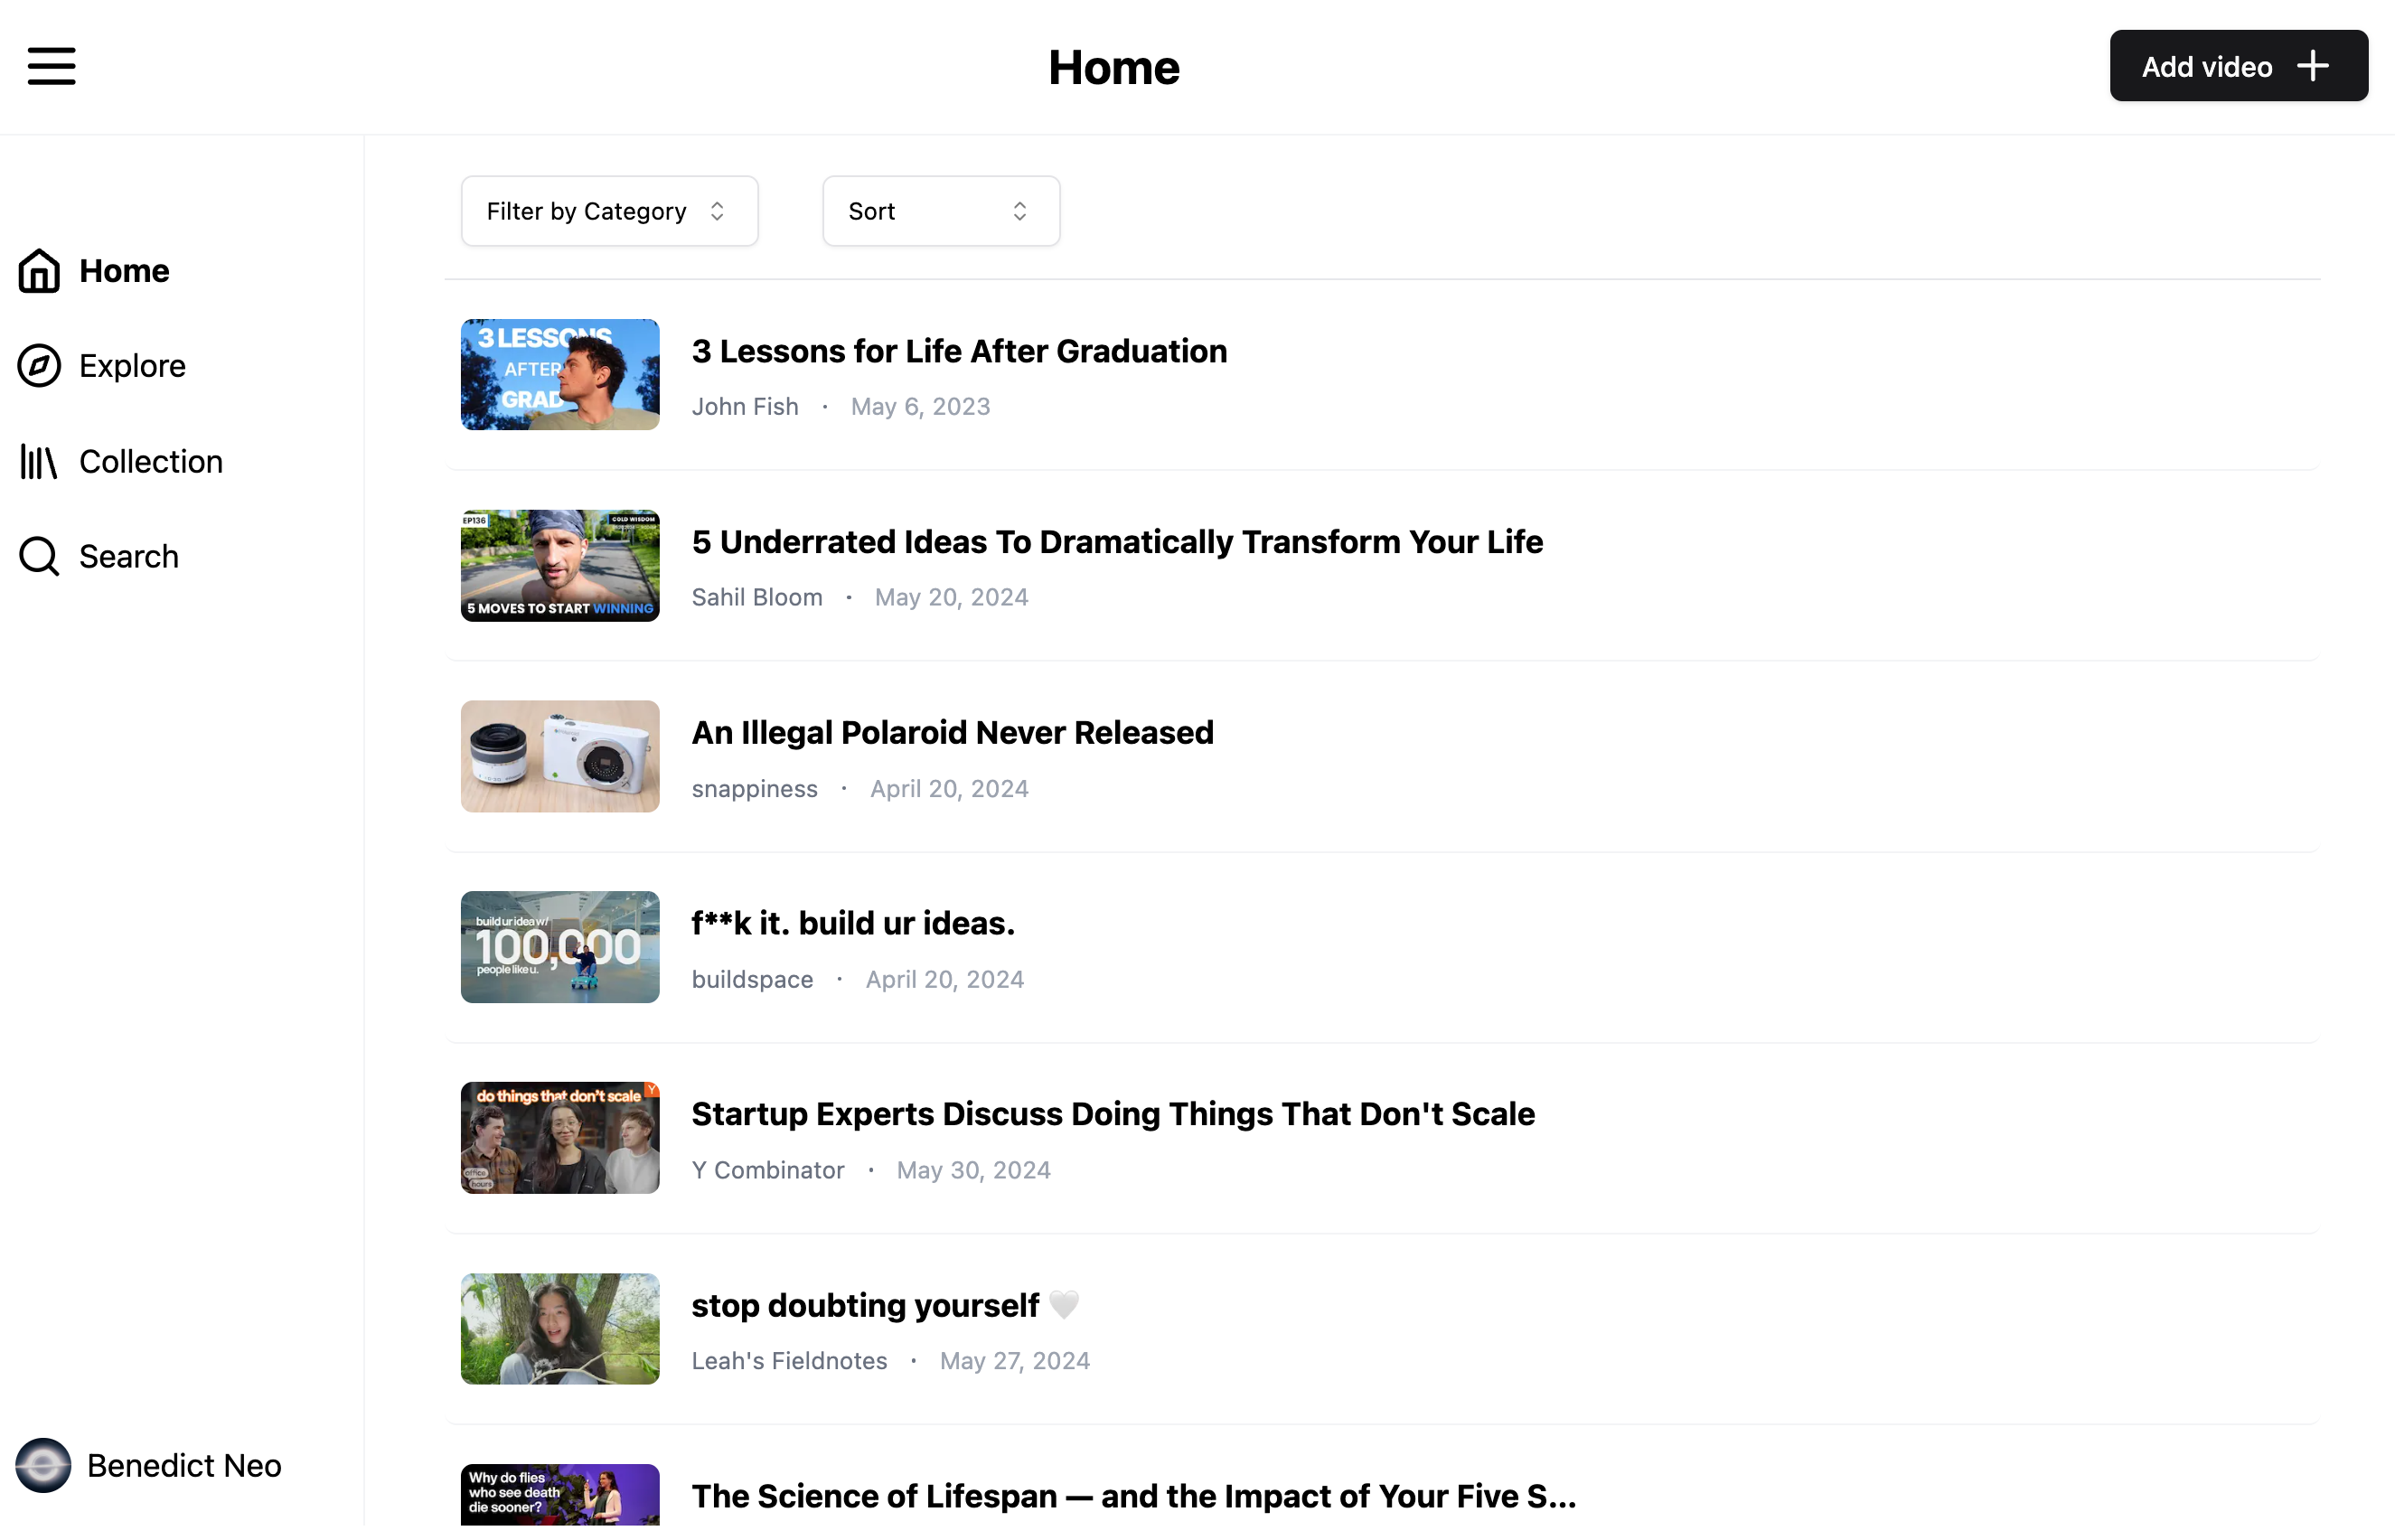 Home
Add video
Filter by Category
Sort
Home
Explore
Collection
Search
3 LESSONS
AFTER
GRAD
3 Lessons for Life After Graduation
John Fish · May 6, 2023
EP136
COLD WISDOM
5 MOVES TO START WINNING
5 Underrated Ideas To Dramatically Transform Your Life
Sahil Bloom · May 20, 2024
An Illegal Polaroid Never Released
snappiness · April 20, 2024
build ur idea w/
100,000
people like u.
f**k it. build ur ideas.
buildspace · April 20, 2024
do things that don't scale
Y
office
hours
Startup Experts Discuss Doing Things That Don't Scale
Y Combinator · May 30, 2024
stop doubting yourself 🤍
Leah's Fieldnotes · May 27, 2024
Why do flies
who see death
die sooner?
The Science of Lifespan — and the Impact of Your Five S...
Benedict Neo